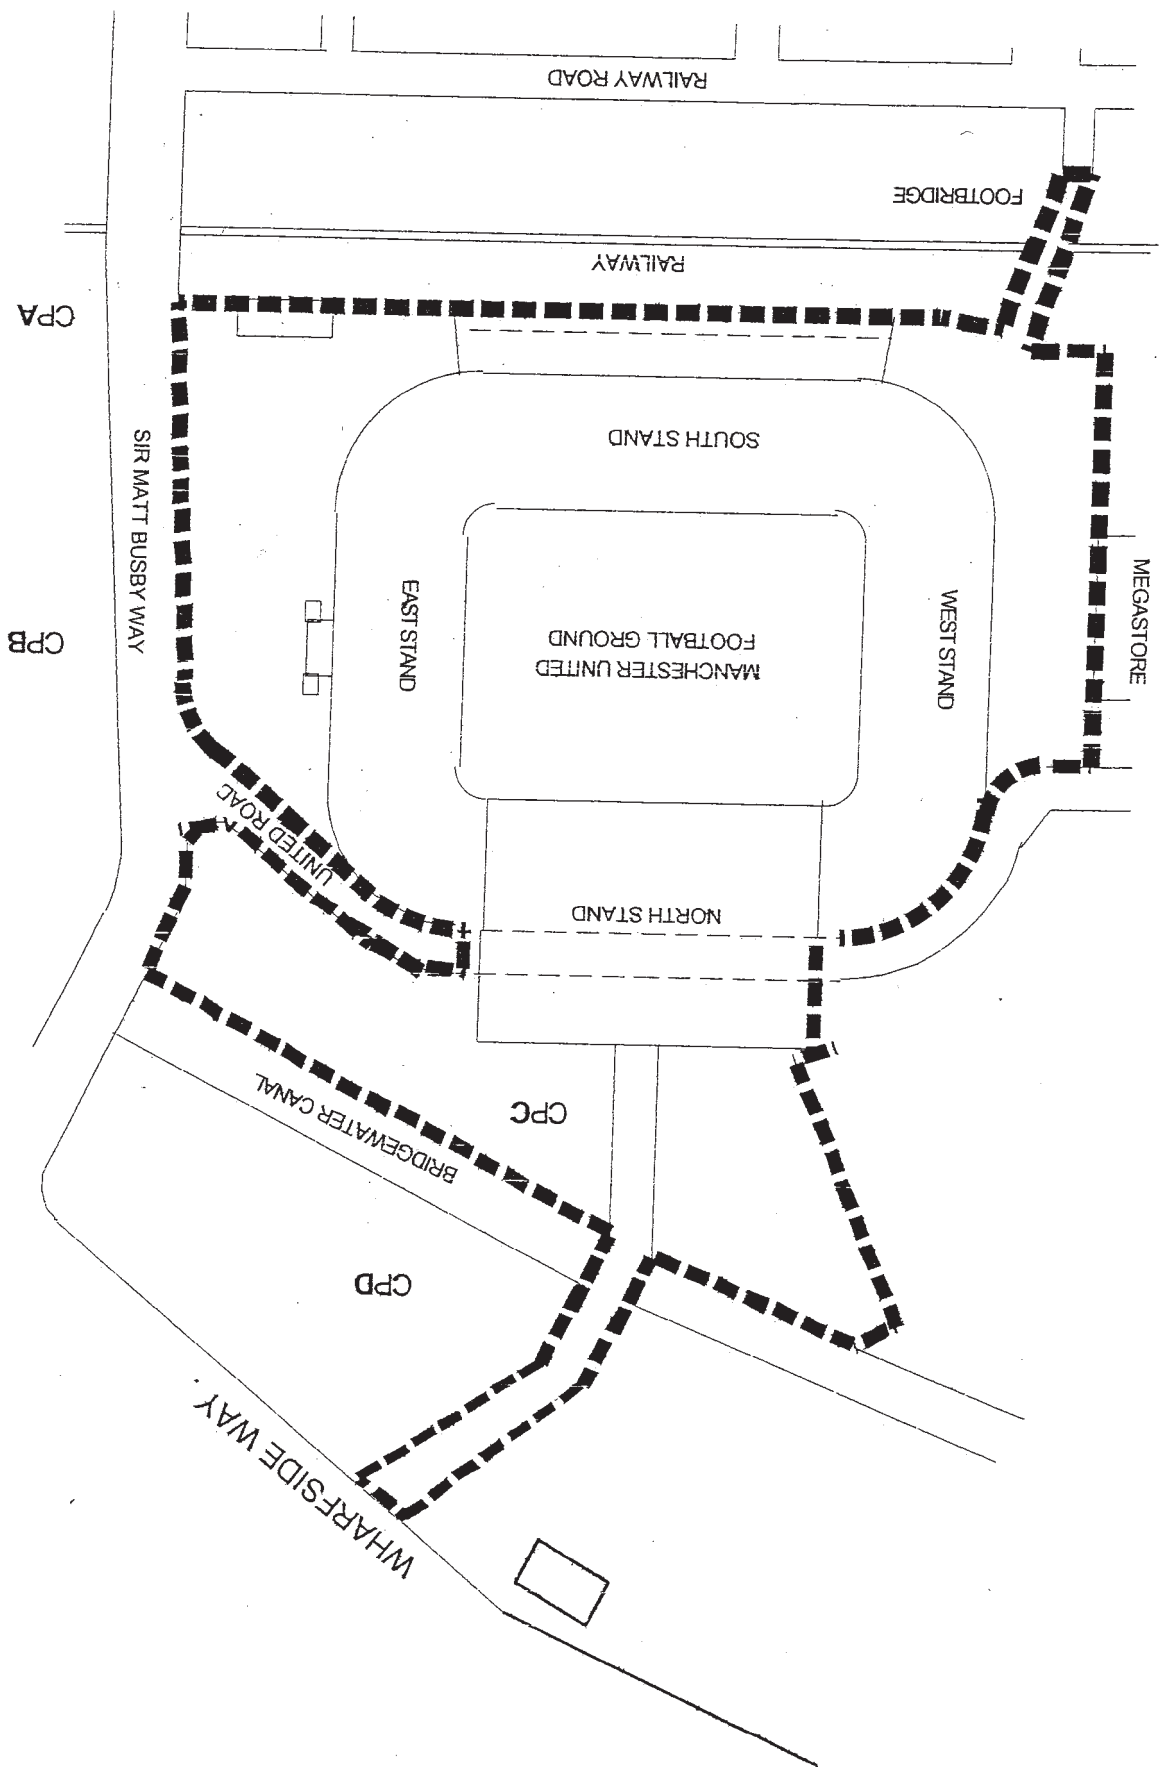 WHARFSIDE WAY
CPD
BRIDGEWATER CANAL
CPC
NORTH STAND
UNITED ROAD
MANCHESTER UNITED
FOOTBALL GROUND
WEST STAND
EAST STAND
MEGASTORE
SIR MATT BUSBY WAY
CPB
SOUTH STAND
CPA
RAILWAY
FOOTBRIDGE
RAILWAY ROAD